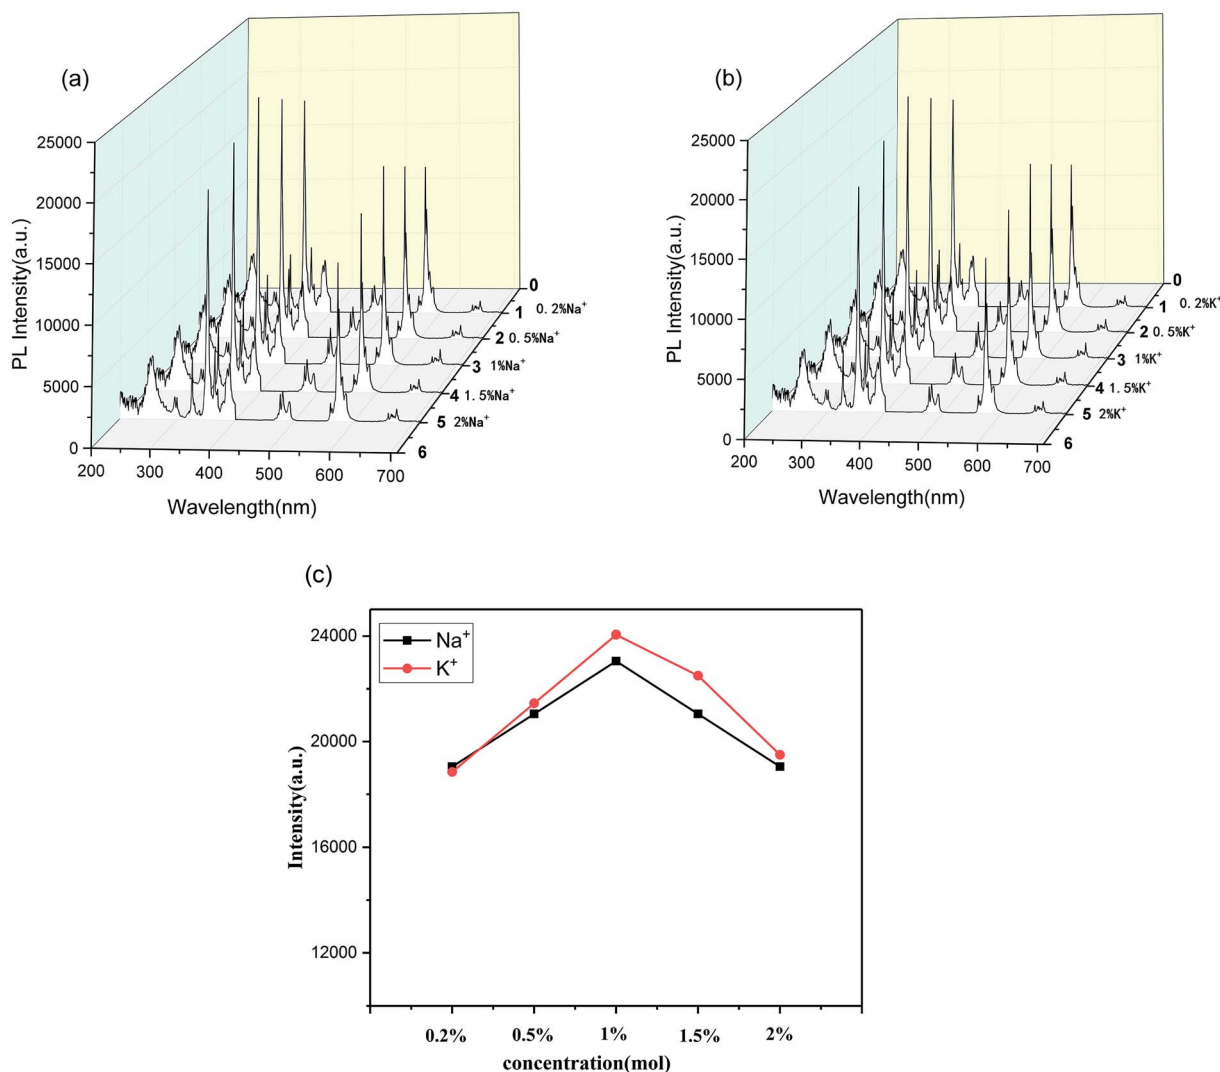 (a)
PL Intensity(a.u.)
25000
20000
15000
10000
5000
0
200 300 400 500 600 700
Wavelength(nm)
0
1 0.2%Na⁺
2 0.5%Na⁺
3 1%Na⁺
4 1.5%Na⁺
5 2%Na⁺
6
(b)
PL Intensity(a.u.)
25000
20000
15000
10000
5000
0
200 300 400 500 600 700
Wavelength(nm)
0
1 0.2%K⁺
2 0.5%K⁺
3 1%K⁺
4 1.5%K⁺
5 2%K⁺
6
(c)
Na⁺
K⁺
Intensity(a.u.)
24000
20000
16000
12000
0.2% 0.5% 1% 1.5% 2%
concentration(mol)